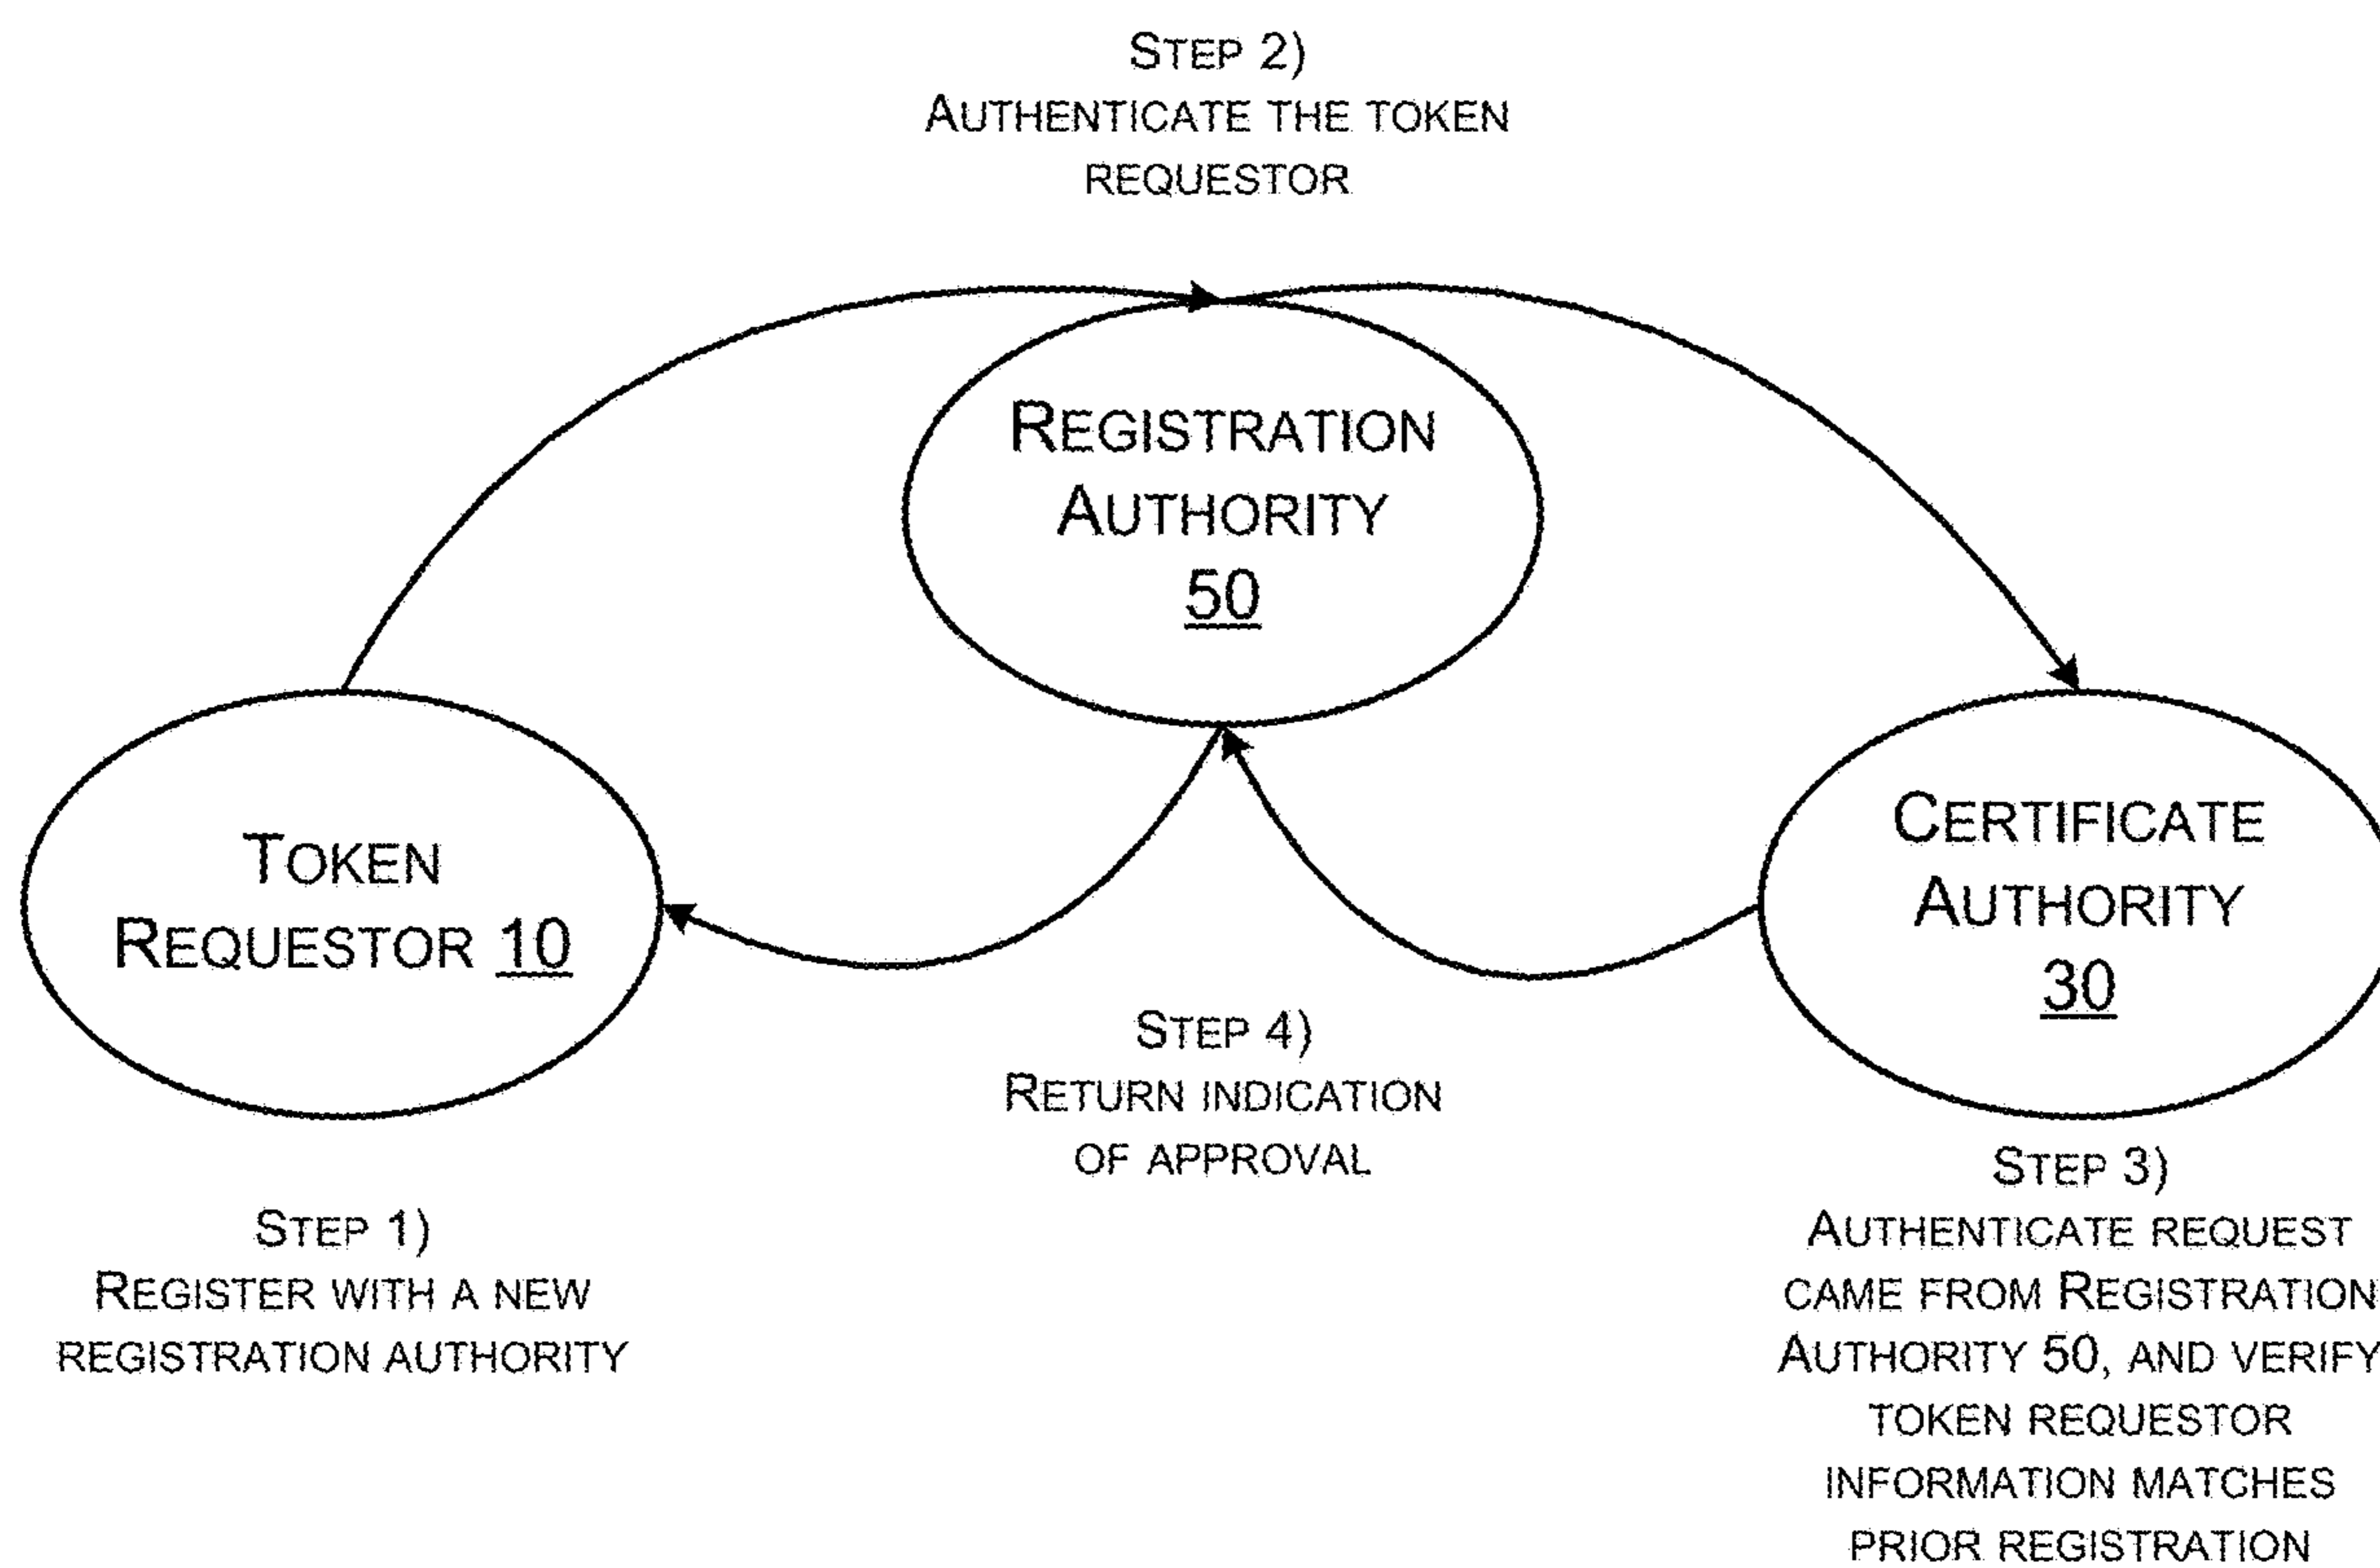 STEP 2)
AUTHENTICATE THE TOKEN
REQUESTOR
REGISTRATION
AUTHORITY
50
TOKEN
REQUESTOR 10
CERTIFICATE
AUTHORITY
30
STEP 4)
RETURN INDICATION
OF APPROVAL
STEP 1)
REGISTER WITH A NEW
REGISTRATION AUTHORITY
STEP 3)
AUTHENTICATE REQUEST
CAME FROM REGISTRATION
AUTHORITY 50, AND VERIFY
TOKEN REQUESTOR
INFORMATION MATCHES
PRIOR REGISTRATION